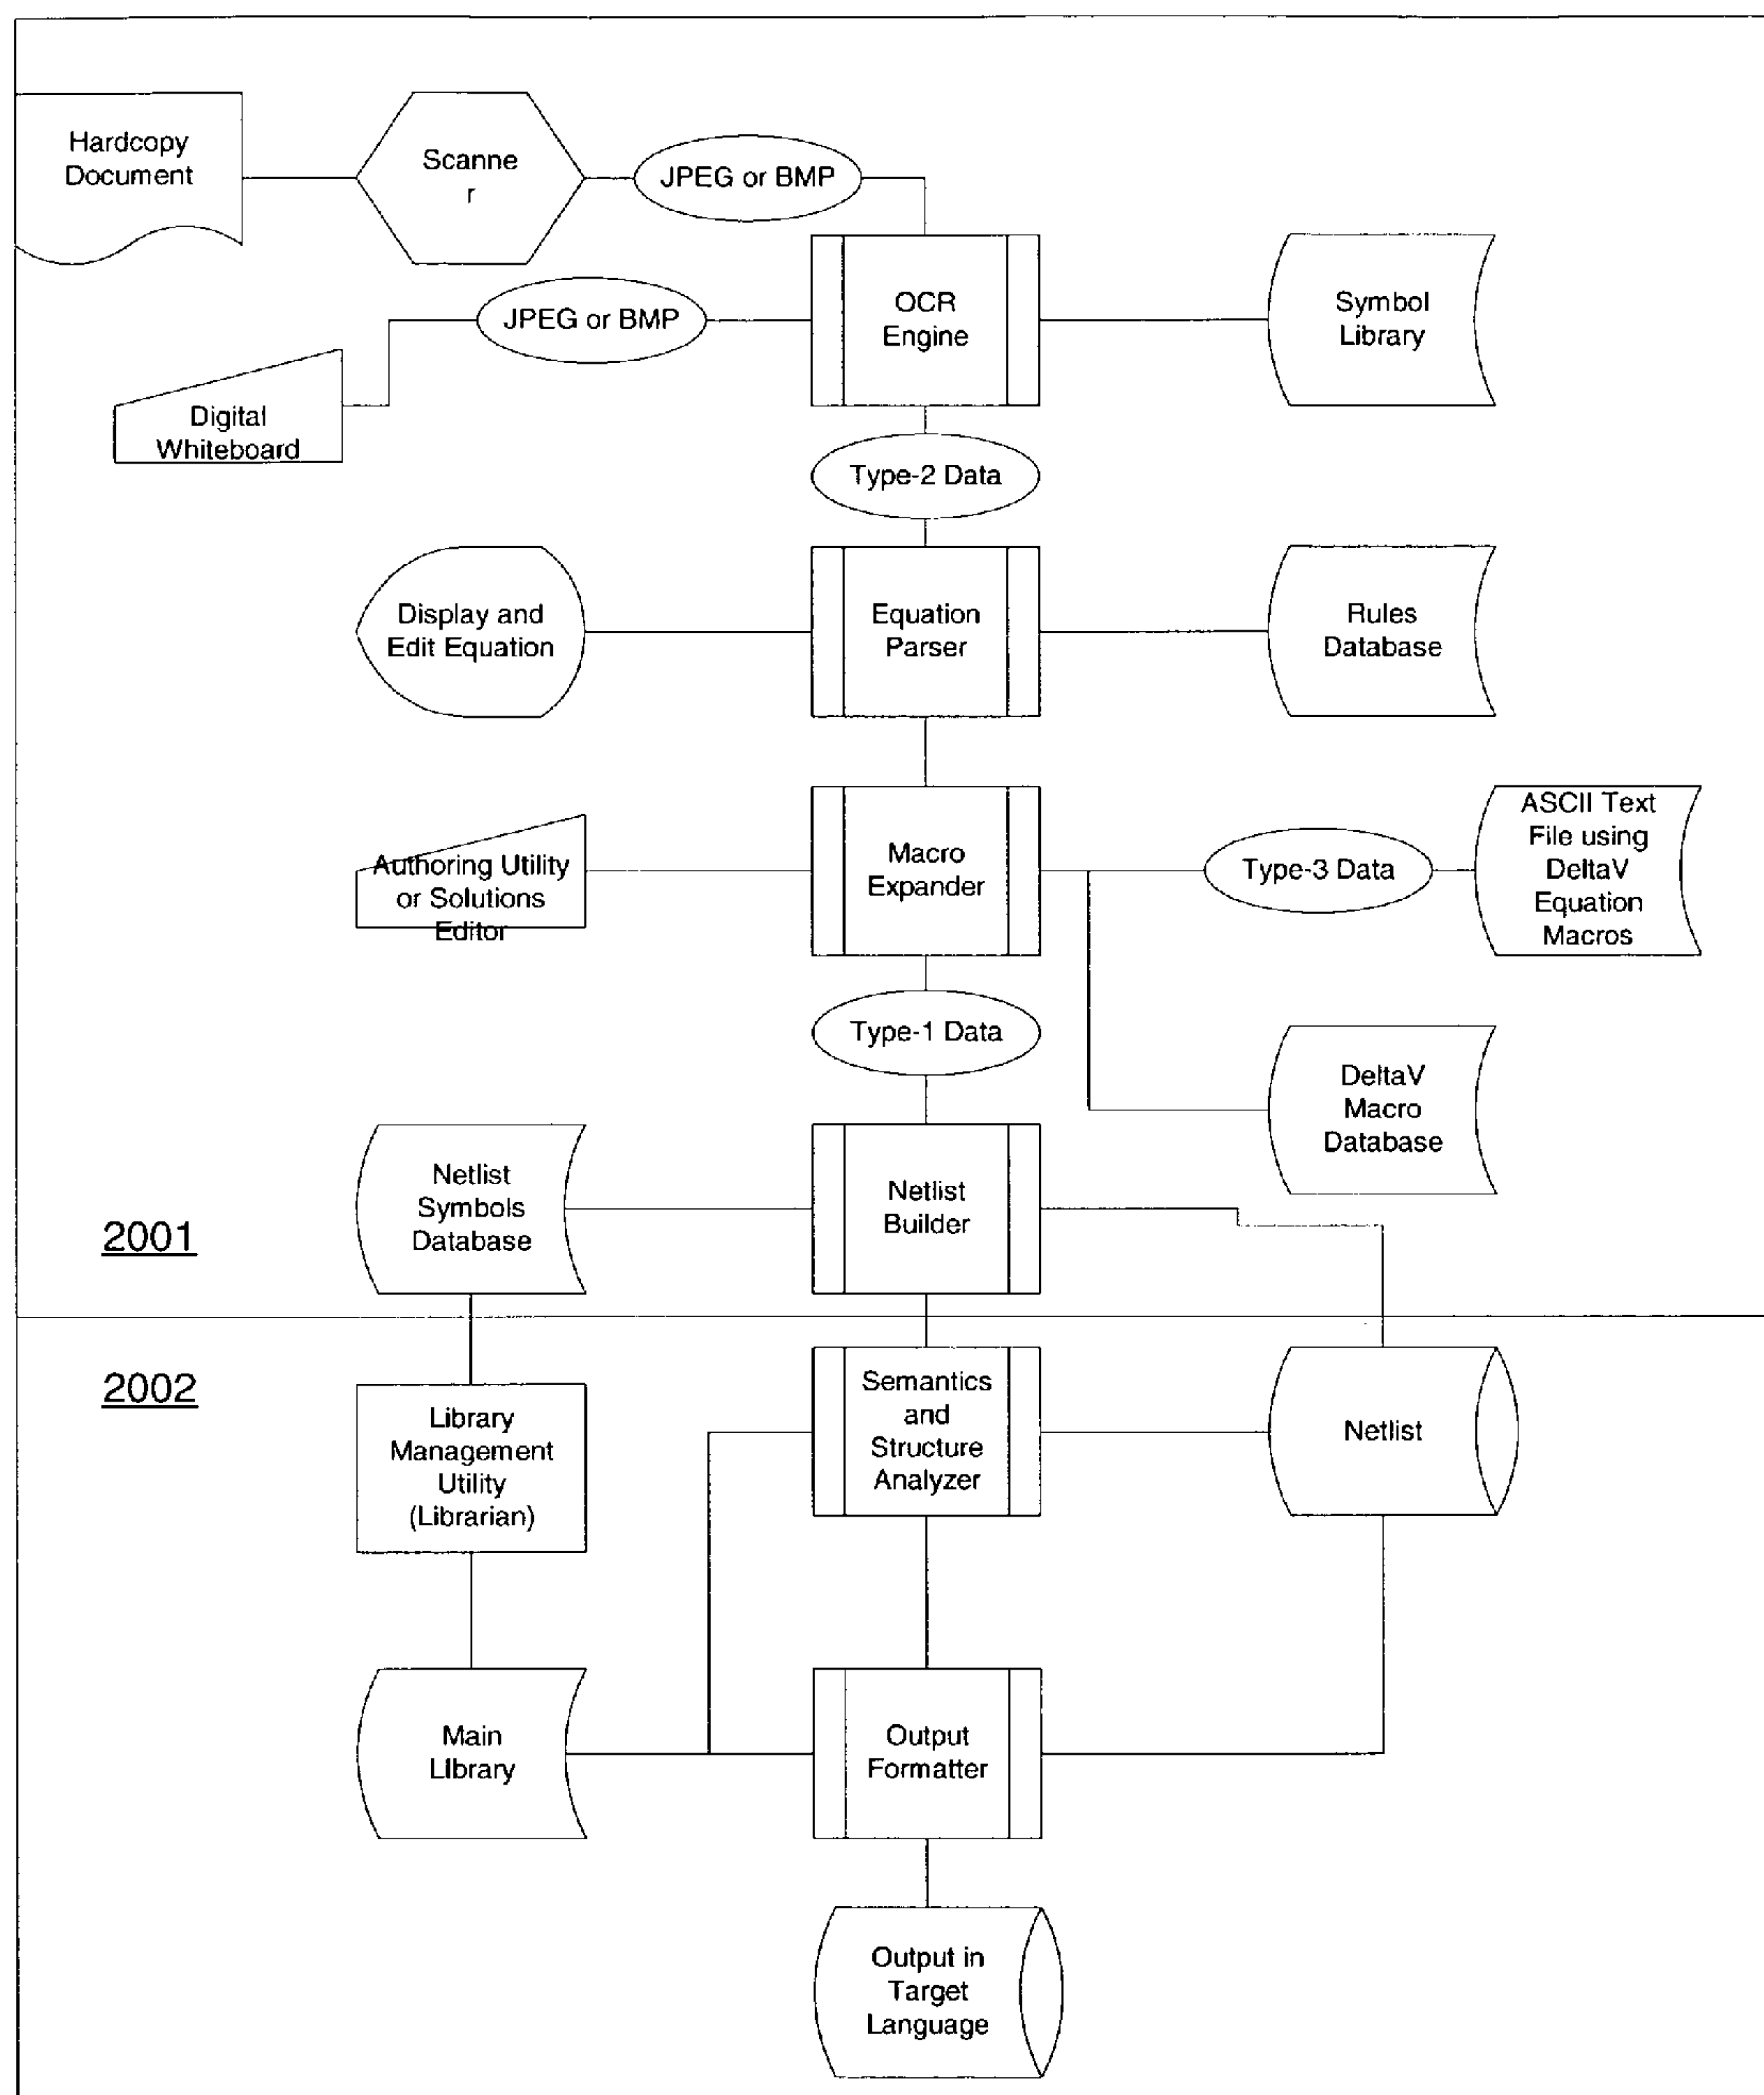 Hardcopy
Document
Scanne
r
JPEG or BMP
JPEG or BMP
OCR
Engine
Symbol
Library
Digital
Whiteboard
Type-2 Data
Display and
Edit Equation
Equation
Parser
Rules
Database
Authoring Utility
or Solutions
Editor
Macro
Expander
Type-3 Data
ASCII Text
File using
DeltaV
Equation
Macros
Type-1 Data
DeltaV
Macro
Database
Netlist
Symbols
Database
Netlist
Builder
2001
2002
Library
Management
Utility
(Librarian)
Semantics
and
Structure
Analyzer
Netlist
Main
LIbrary
Output
Formatter
Output in
Target
Language